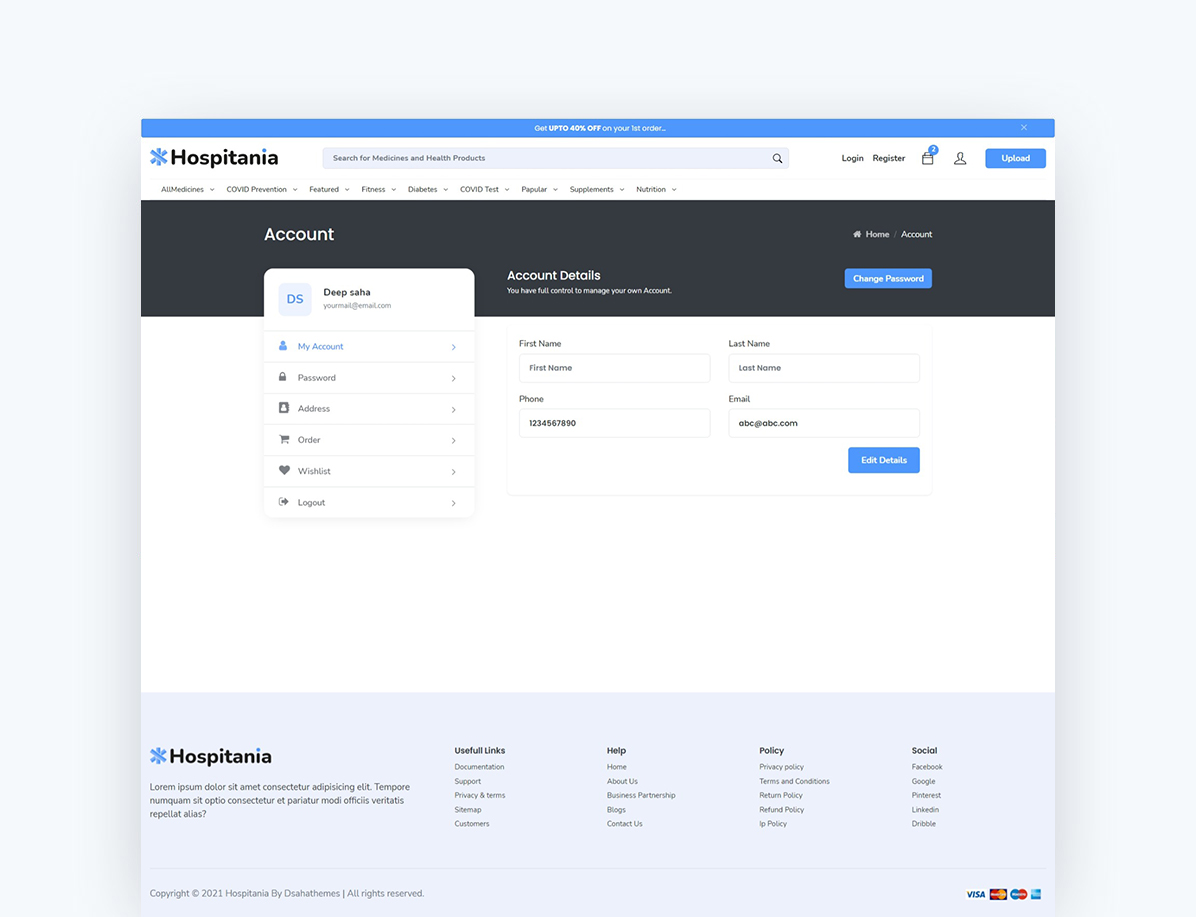 Get UPTO 40% OFF on your 1st order...
Hospitania
Search for Medicines and Health Products
Login
Register
2
Upload
AllMedicines
COVID Prevention
Featured
Fitness
Diabetes
COVID Test
Papular
Supplements
Nutrition
Account
Home / Account
DS
Deep saha
yourmail@email.com
Account Details
You have full control to manage your own Account.
Change Password
My Account
Password
Address
Order
Wishlist
Logout
First Name
Last Name
First Name
Last Name
Phone
Email
1234567890
abc@abc.com
Edit Details
Hospitania
Lorem ipsum dolor sit amet consectetur adipisicing elit. Tempore
numquam sit optio consectetur et pariatur modi officiis veritatis
repellat alias?
Usefull Links
Documentation
Support
Privacy & terms
Sitemap
Customers
Help
Home
About Us
Business Partnership
Blogs
Contact Us
Policy
Privacy policy
Terms and Conditions
Return Policy
Refund Policy
Ip Policy
Social
Facebook
Google
Pinterest
Linkedin
Dribble
Copyright © 2021 Hospitania By Dsahathemes | All rights reserved.
VISA